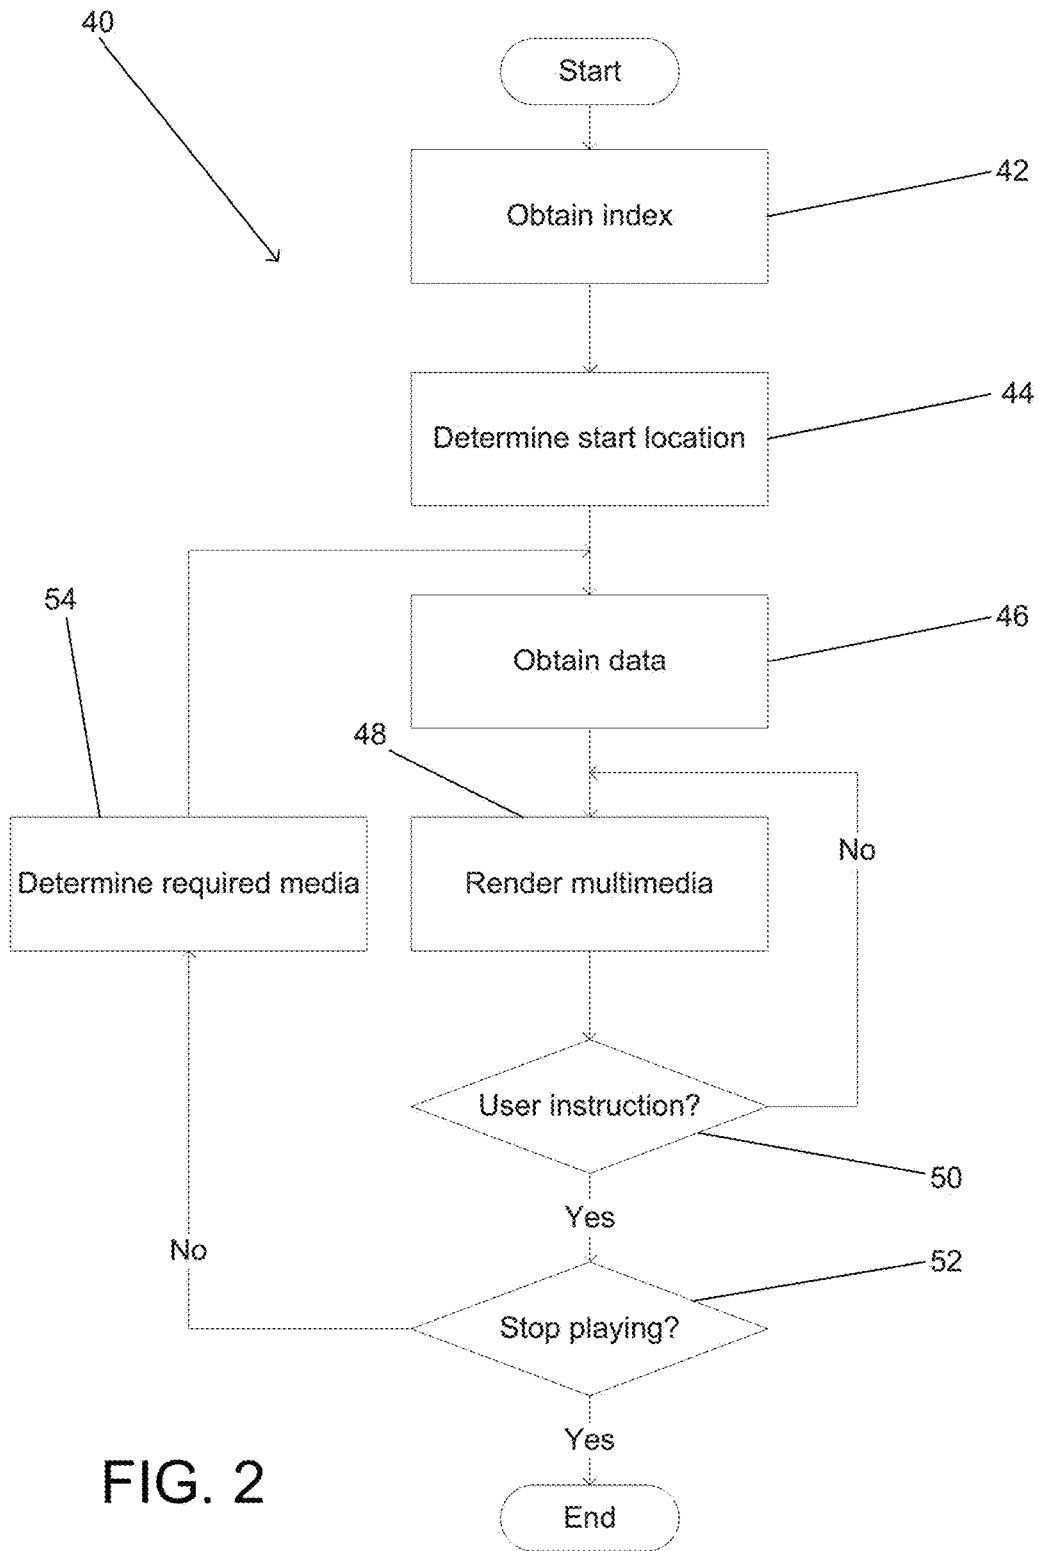 40
Start
42
Obtain index
44
Determine start location
54
46
Obtain data
48
No
Determine required media
Render multimedia
User instruction?
50
Yes
No
52
Stop playing?
Yes
FIG. 2
End